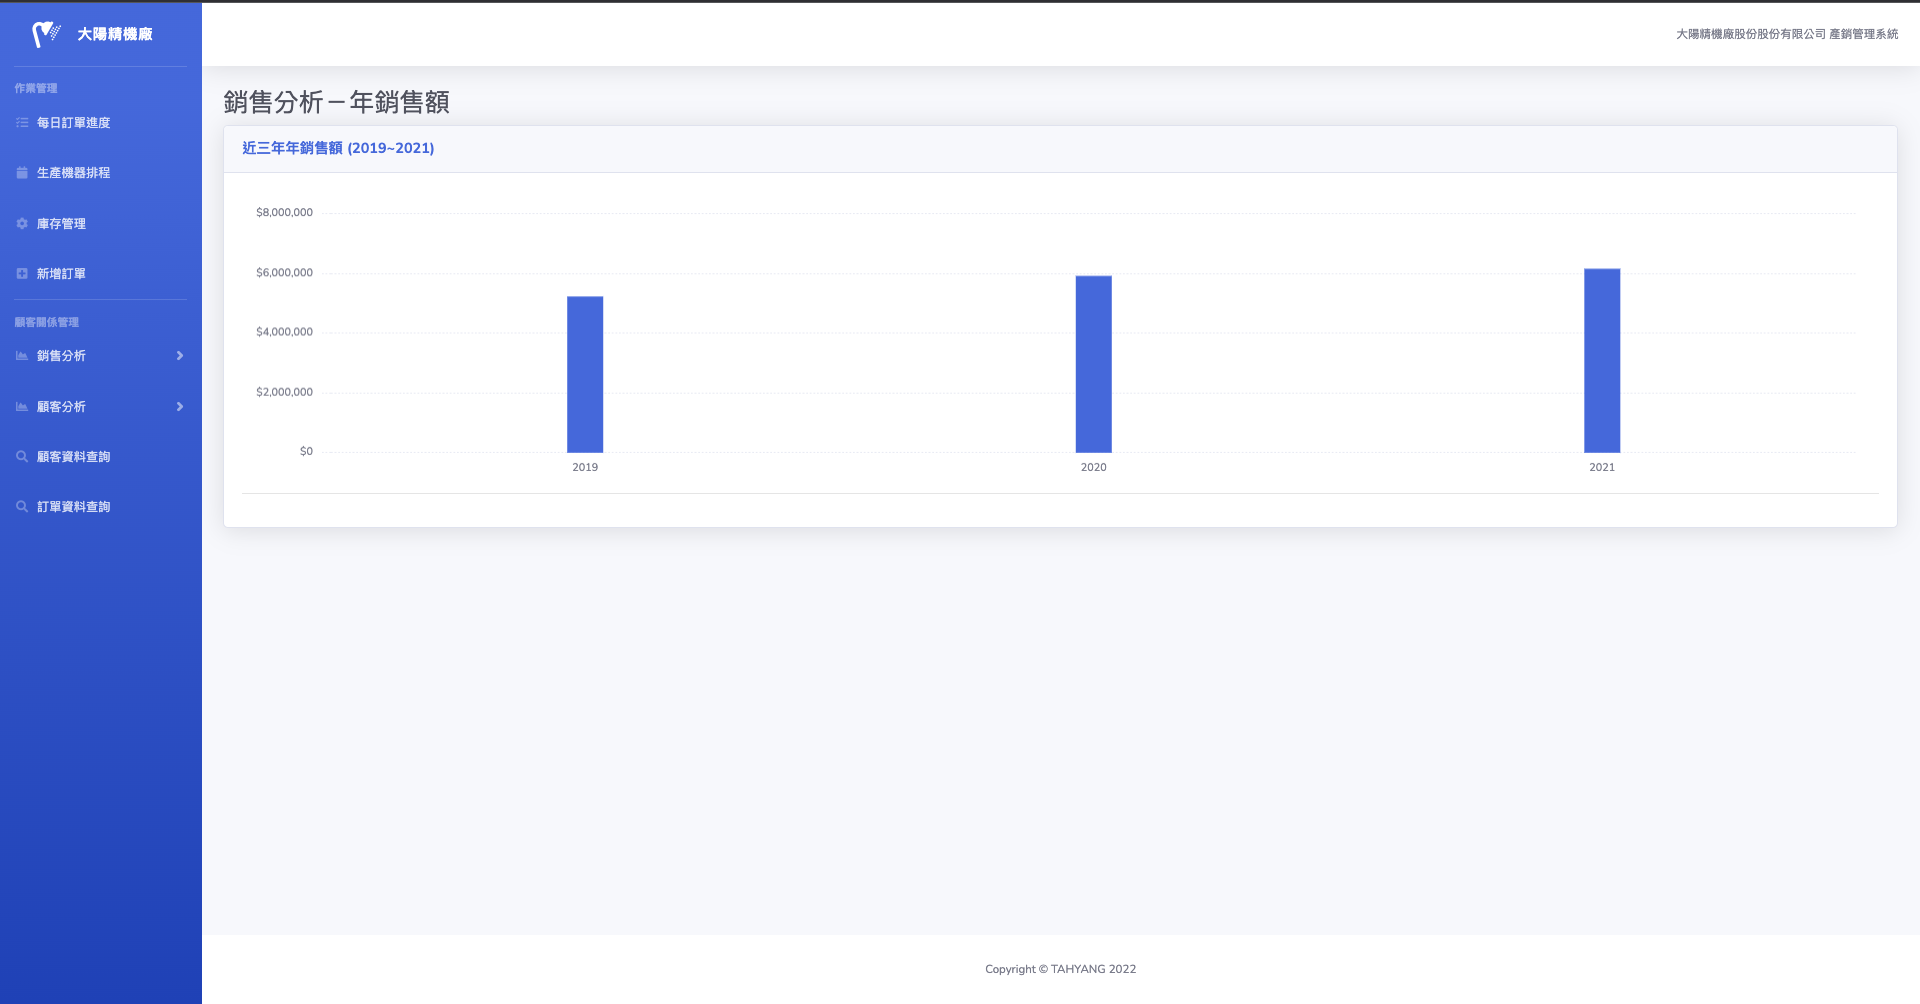 大陽精機廠
作業管理
每日訂單進度
生產機器排程
庫存管理
新增訂單
顧客關係管理
銷售分析
顧客分析
顧客資料查詢
訂單資料查詢
大陽精機廠股份股份有限公司 產銷管理系統
銷售分析－年銷售額
近三年年銷售額 (2019~2021)
$8,000,000
$6,000,000
$4,000,000
$2,000,000
$0
2019 2020 2021
Copyright © TAHYANG 2022